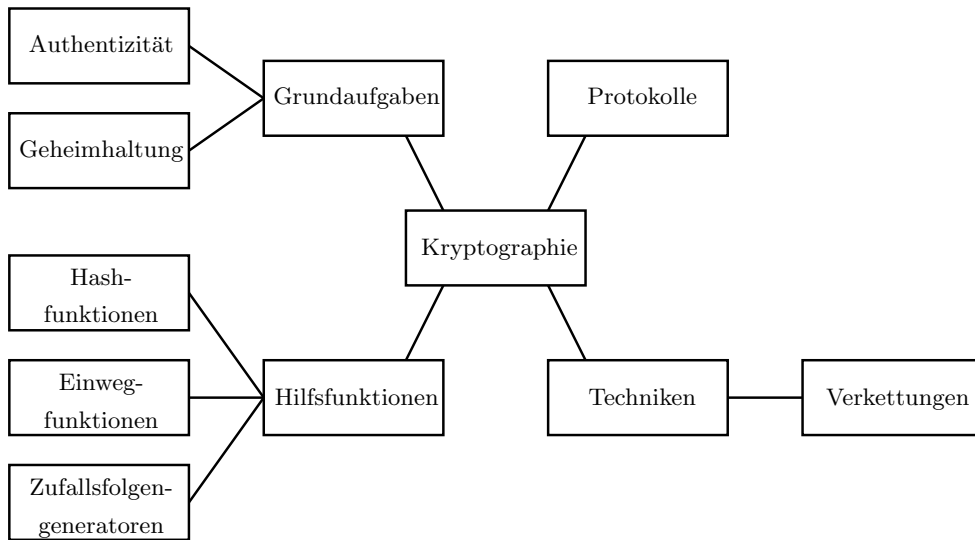 Authentizität
Grundaufgaben
Protokolle
Geheimhaltung
Kryptographie
Hash-
funktionen
Einweg-
funktionen
Hilfsfunktionen
Techniken
Verkettungen
Zufallsfolgen-
generatoren